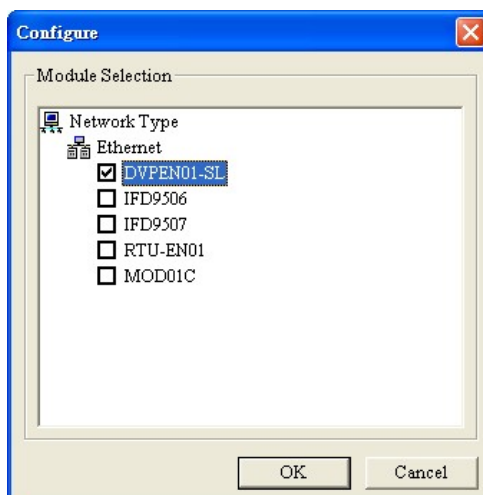 Configure
Module Selection
Network Type
Ethernet
DVPEN01-SL
IFD9506
IFD9507
RTU-EN01
MOD01C
OK
Cancel